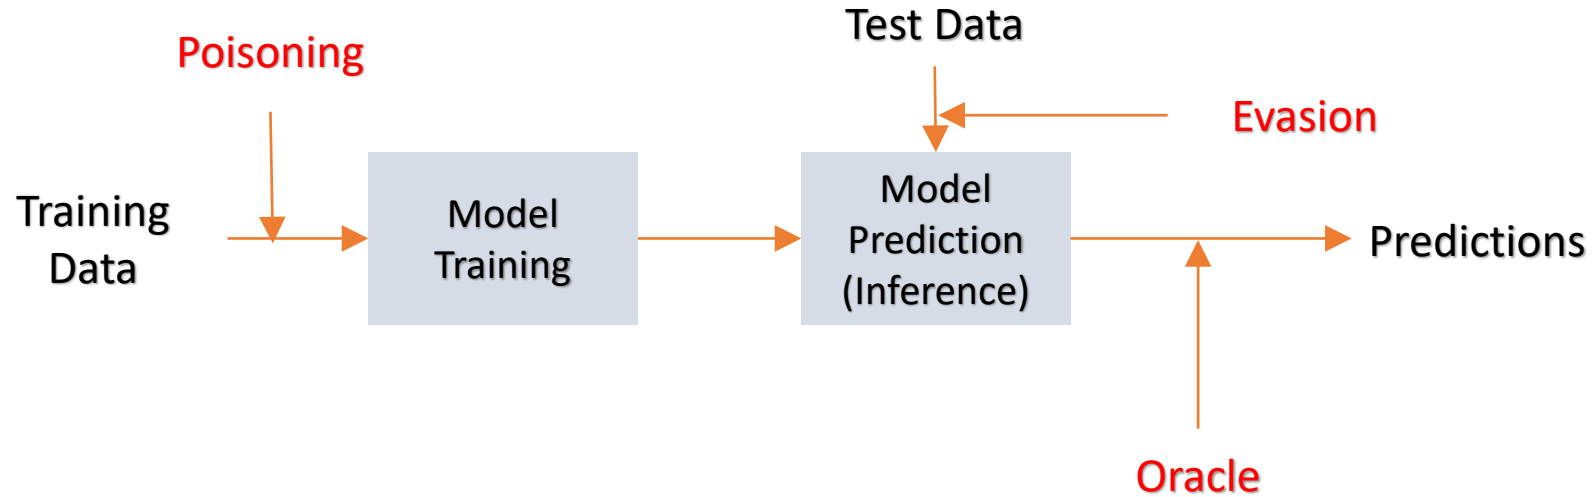 Poisoning
Test Data
Evasion
Training
Data
Model
Training
Model
Prediction
(Inference)
Predictions
Oracle